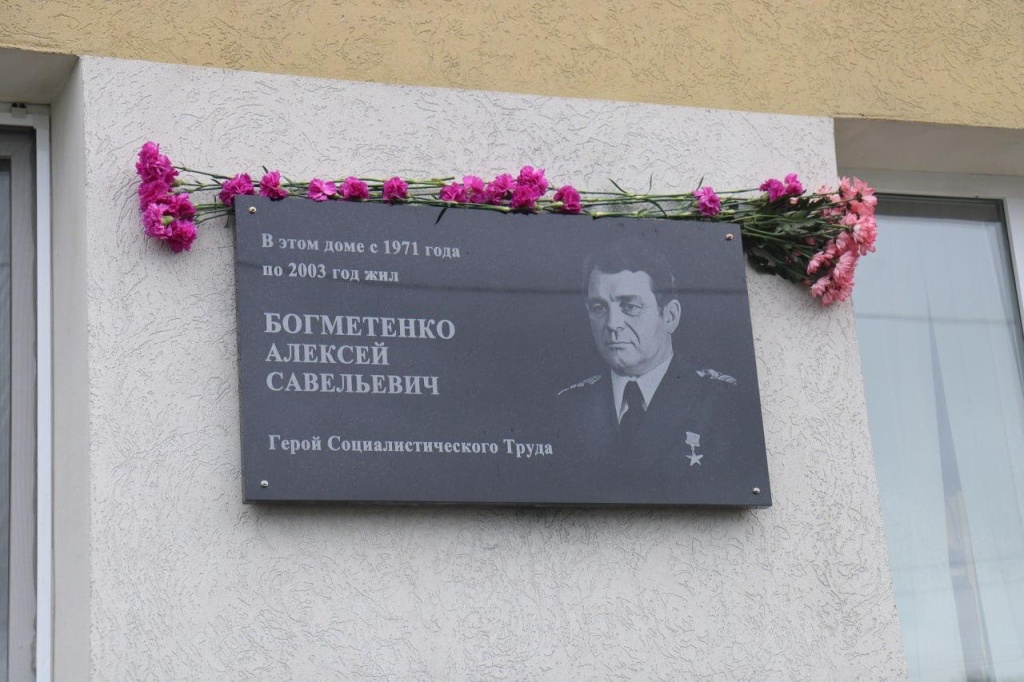 В этом доме с 1971 года
по 2003 год жил
БОГМЕТЕНКО
АЛЕКСЕЙ
САВЕЛЬЕВИЧ
Герой Социалистического Труда